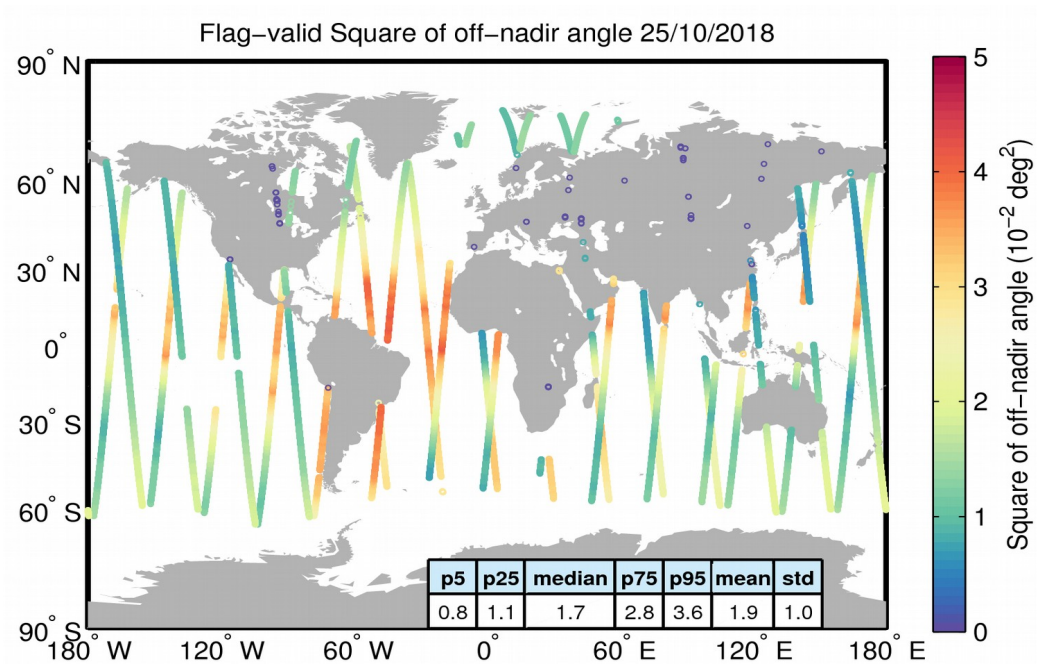 Flag-valid Square of off-nadir angle 25/10/2018
90° N
60° N
30° N
0°
30° S
60° S
90° S
180° W
120° W
60° W
0°
60° E
120° E
180° E
p5 p25 median p75 p95 mean std
0.8 1.1 1.7 2.8 3.6 1.9 1.0
5
4
3
2
1
0
Square of off-nadir angle (10⁻² deg²)